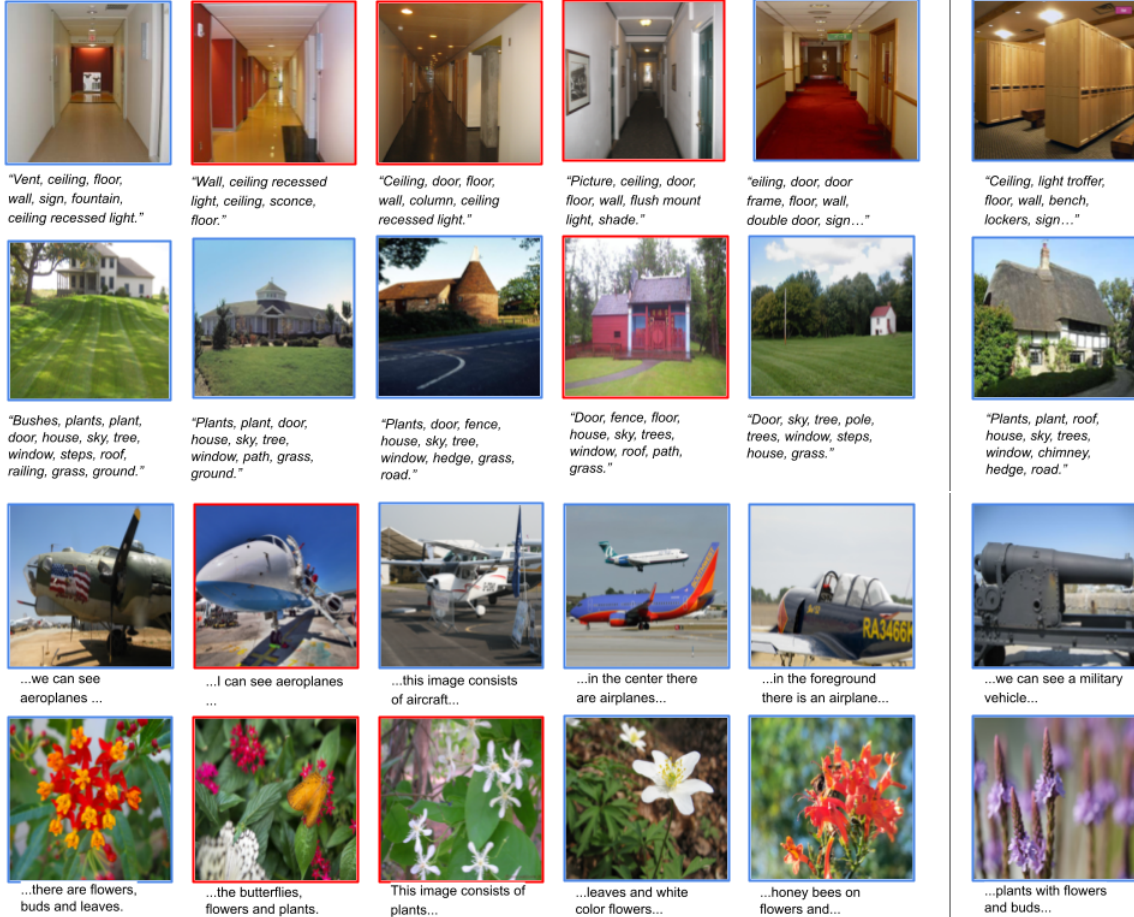 “Vent, ceiling, floor,
wall, sign, fountain,
ceiling recessed light.”
“Wall, ceiling recessed
light, ceiling, sconce,
floor.”
“Ceiling, door, floor,
wall, column, ceiling
recessed light.”
“Picture, ceiling, door,
floor, wall, flush mount
light, shade.”
“eiling, door, door
frame, floor, wall,
double door, sign…”
“Ceiling, light troffer,
floor, wall, bench,
lockers, sign…”
“Bushes, plants, plant,
door, house, sky, tree,
window, steps, roof,
railing, grass, ground.”
“Plants, plant, door,
house, sky, tree,
window, path, grass,
ground.”
“Plants, door, fence,
house, sky, tree,
window, hedge, grass,
road.”
“Door, fence, floor,
house, sky, trees,
window, roof, path,
grass.”
“Door, sky, tree, pole,
trees, window, steps,
house, grass.”
“Plants, plant, roof,
house, sky, trees,
window, chimney,
hedge, road.”
RA3466K
...we can see
aeroplanes ...
...I can see aeroplanes
...
...this image consists
of aircraft...
...in the center there
are airplanes...
...in the foreground
there is an airplane...
...we can see a military
vehicle...
...there are flowers,
buds and leaves.
...the butterflies,
flowers and plants.
This image consists of
plants...
...leaves and white
color flowers...
...honey bees on
flowers and...
...plants with flowers
and buds...